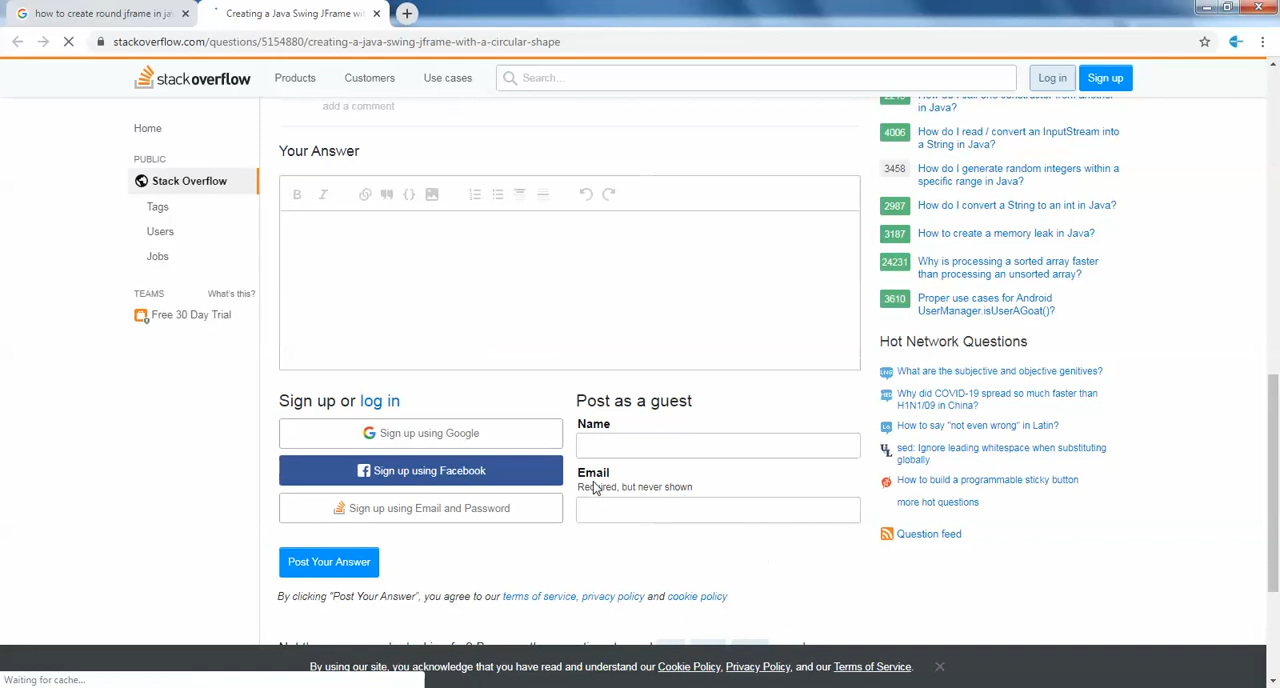 how to create round jframe in ja
Creating a Java Swing JFrame wit
stackoverflow.com/questions/5154880/creating-a-java-swing-jframe-with-a-circular-shape
stackoverflow
Products
Customers
Use cases
Search...
Log in
Sign up
Home
PUBLIC
Stack Overflow
Tags
Users
Jobs
TEAMS
What's this?
Free 30 Day Trial
add a comment
Your Answer
B I
Sign up or log in
Sign up using Google
Sign up using Facebook
Sign up using Email and Password
Post as a guest
Name
Email
Required, but never shown
Post Your Answer
By clicking "Post Your Answer", you agree to our terms of service, privacy policy and cookie policy
in Java?
4006 How do I read / convert an InputStream into
a String in Java?
3458 How do I generate random integers within a
specific range in Java?
2987 How do I convert a String to an int in Java?
3187 How to create a memory leak in Java?
24231 Why is processing a sorted array faster
than processing an unsorted array?
3610 Proper use cases for Android
UserManager.isUserAGoat()?
Hot Network Questions
What are the subjective and objective genitives?
Why did COVID-19 spread so much faster than
H1N1/09 in China?
How to say "not even wrong" in Latin?
sed: Ignore leading whitespace when substituting
globally
How to build a programmable sticky button
more hot questions
Question feed
By using our site, you acknowledge that you have read and understand our Cookie Policy, Privacy Policy, and our Terms of Service.
Waiting for cache...